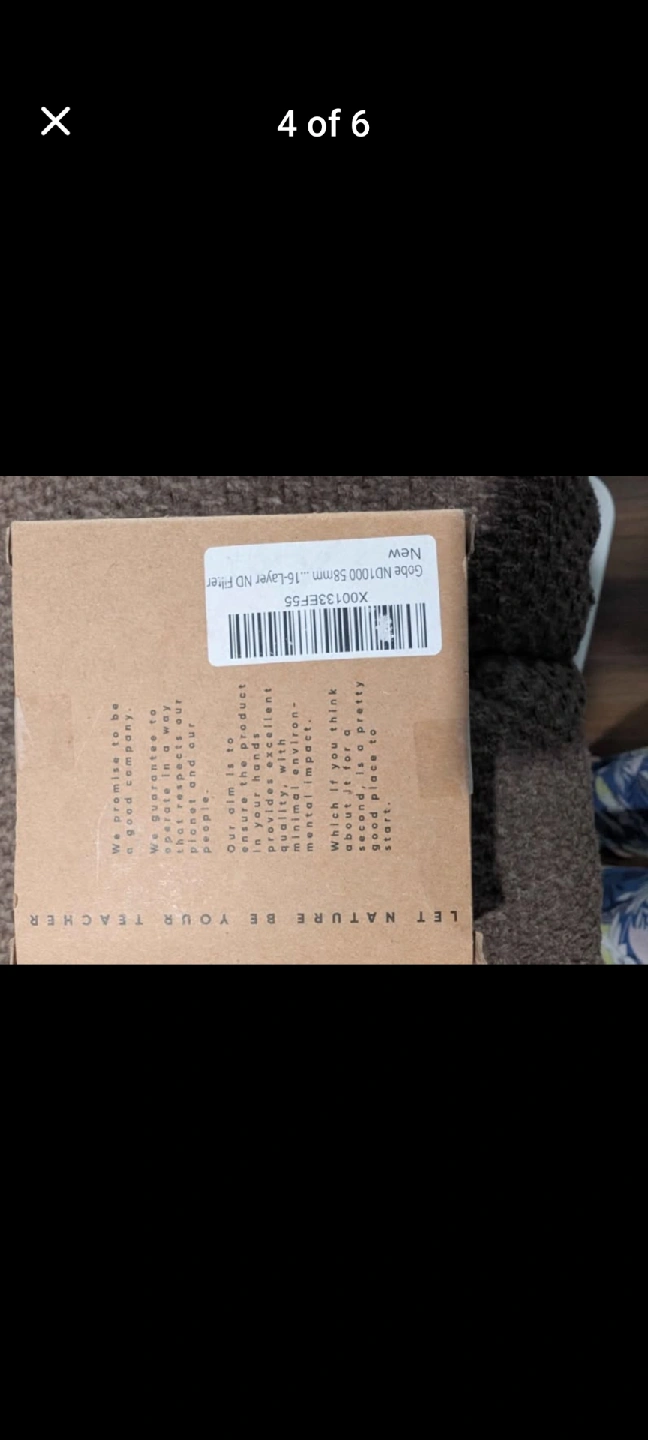 4 of 6
New
Gobe ND1000 58mm ... 16-Layer ND Filter
X00133EF55
We promise to be
a good company.
We guarantee to
operate in a way
that respects our
planet and our
people.
Our aim is to
ensure the product
in your hands
provides excellent
quality, with
minimal environ-
mental impact.
Which if you think
about it for a
second, is a pretty
good place to
start.
LET NATURE BE YOUR TEACHER